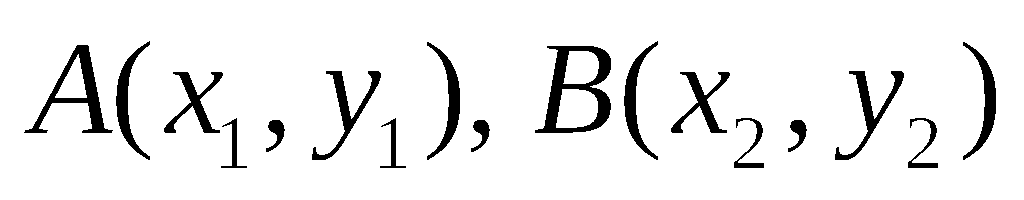 A(x₁, y₁), B(x₂, y₂)